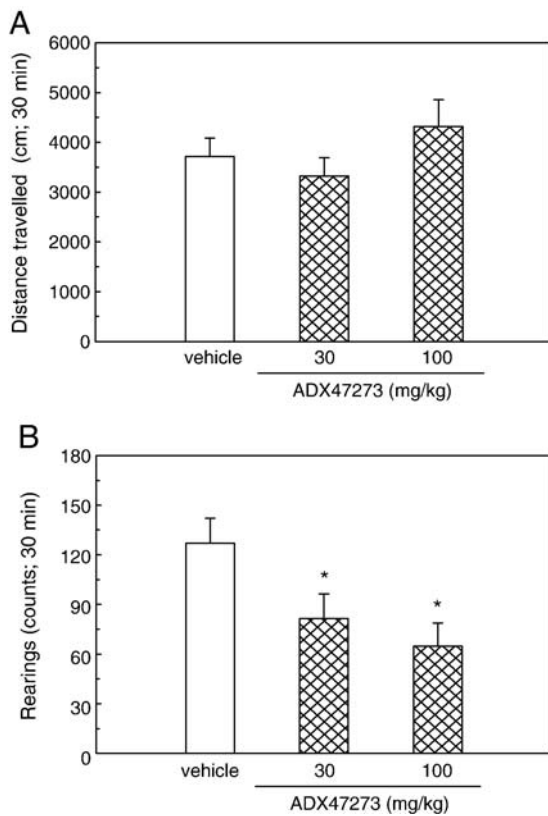 A
Distance travelled (cm; 30 min)
6000
5000
4000
3000
2000
1000
0
vehicle 30 100
ADX47273 (mg/kg)
B
Rearings (counts; 30 min)
180
150
120
90
60
30
0
* *
vehicle 30 100
ADX47273 (mg/kg)